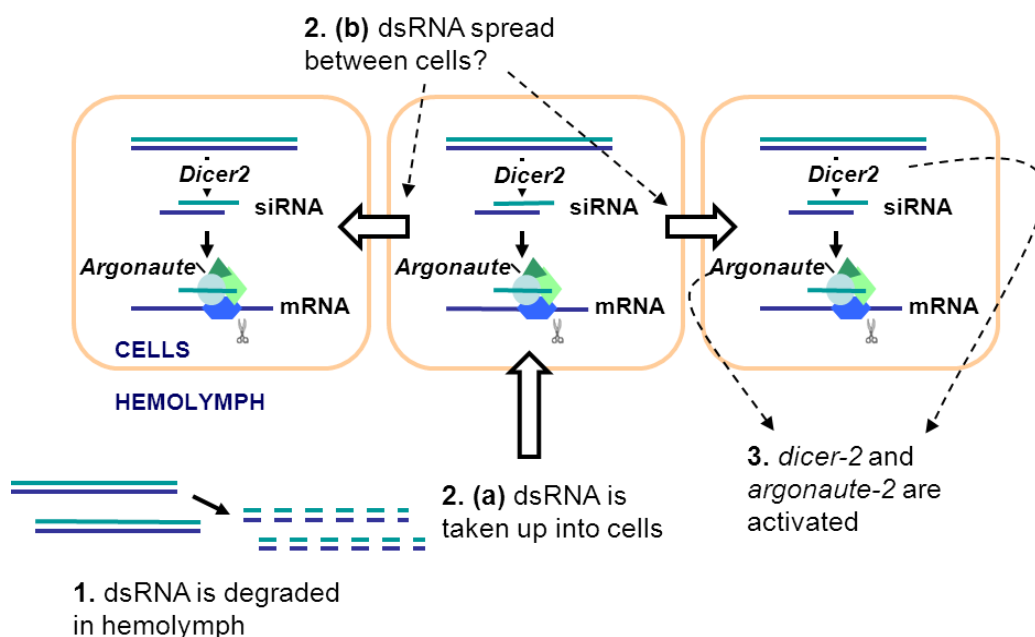 2. (b) dsRNA spread
between cells?
Dicer2
siRNA
Argonaute
mRNA
Dicer2
siRNA
Argonaute
mRNA
Dicer2
siRNA
Argonaute
mRNA
CELLS
HEMOLYMPH
1. dsRNA is degraded
in hemolymph
2. (a) dsRNA is
taken up into cells
3. dicer-2 and
argonaute-2 are
activated